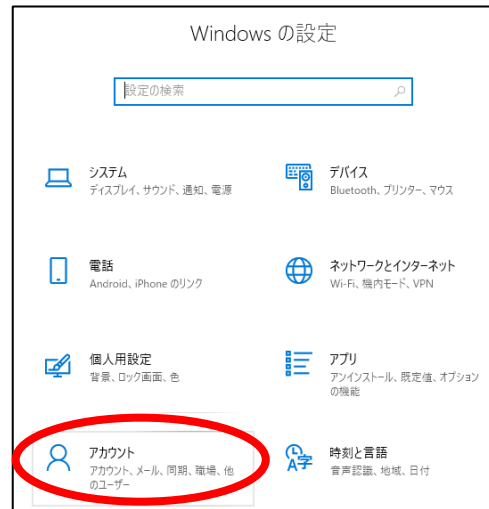 Windows の設定
設定の検索
システム
ディスプレイ、サウンド、通知、電源
デバイス
Bluetooth、プリンター、マウス
電話
Android、iPhone のリンク
ネットワークとインターネット
Wi-Fi、機内モード、VPN
個人用設定
背景、ロック画面、色
アプリ
アンインストール、既定値、オプション
の機能
アカウント
アカウント、メール、同期、職場、他
のユーザー
時刻と言語
音声認識、地域、日付